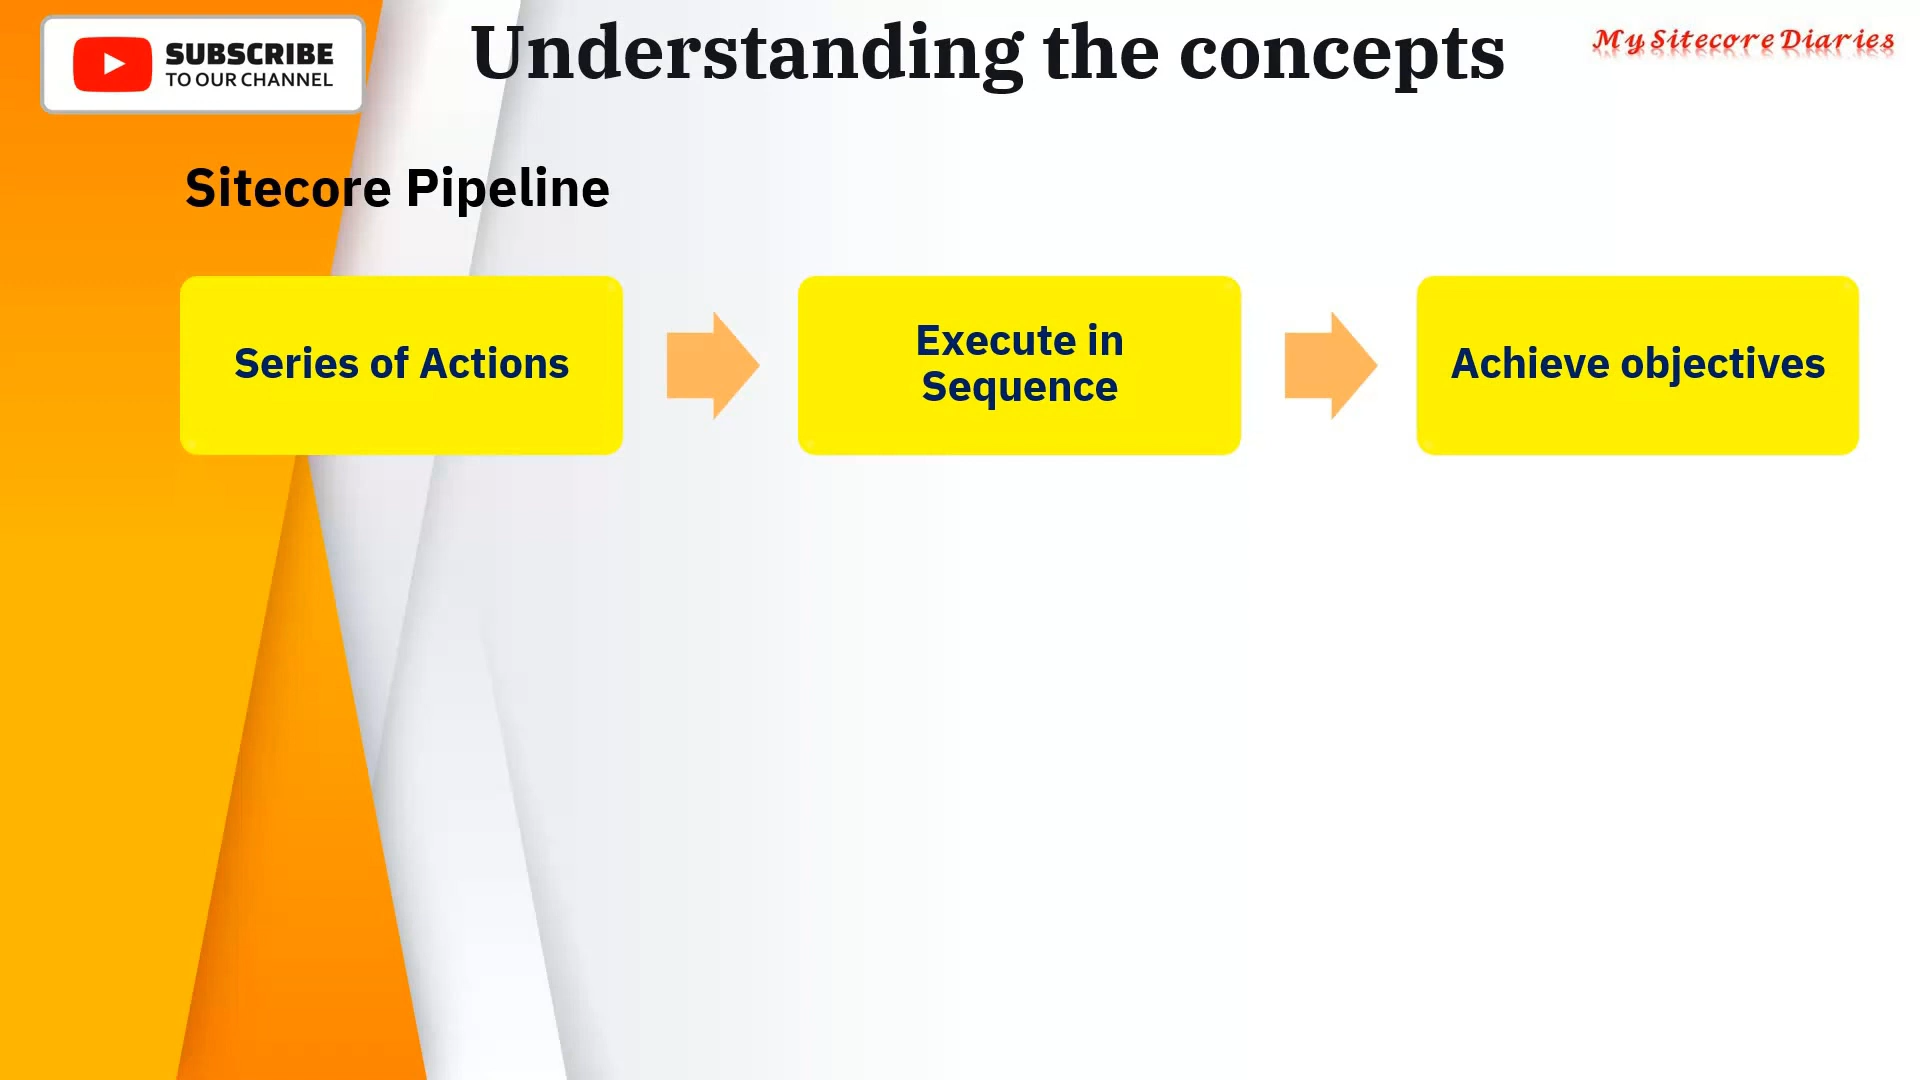 SUBSCRIBE
TO OUR CHANNEL
Understanding the concepts
My Sitecore Diaries
Sitecore Pipeline
Series of Actions
Execute in
Sequence
Achieve objectives